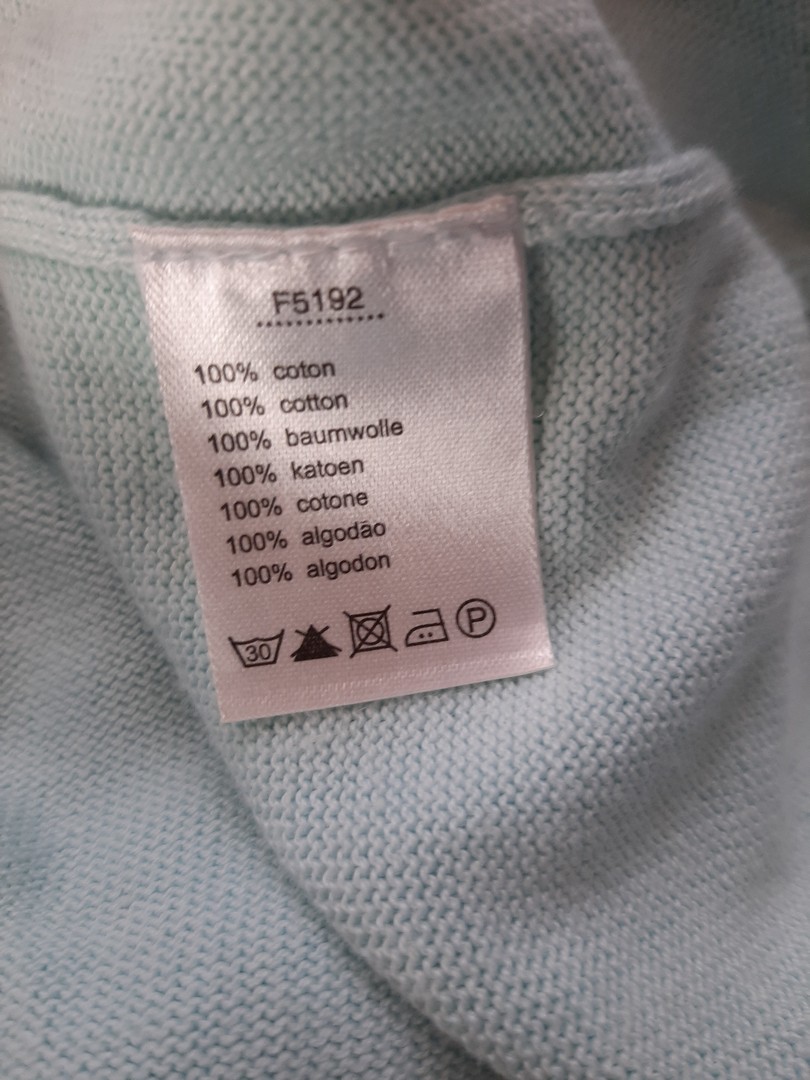 F5192
100% coton
100% cotton
100% baumwolle
100% katoen
100% cotone
100% algodão
100% algodon
30 P